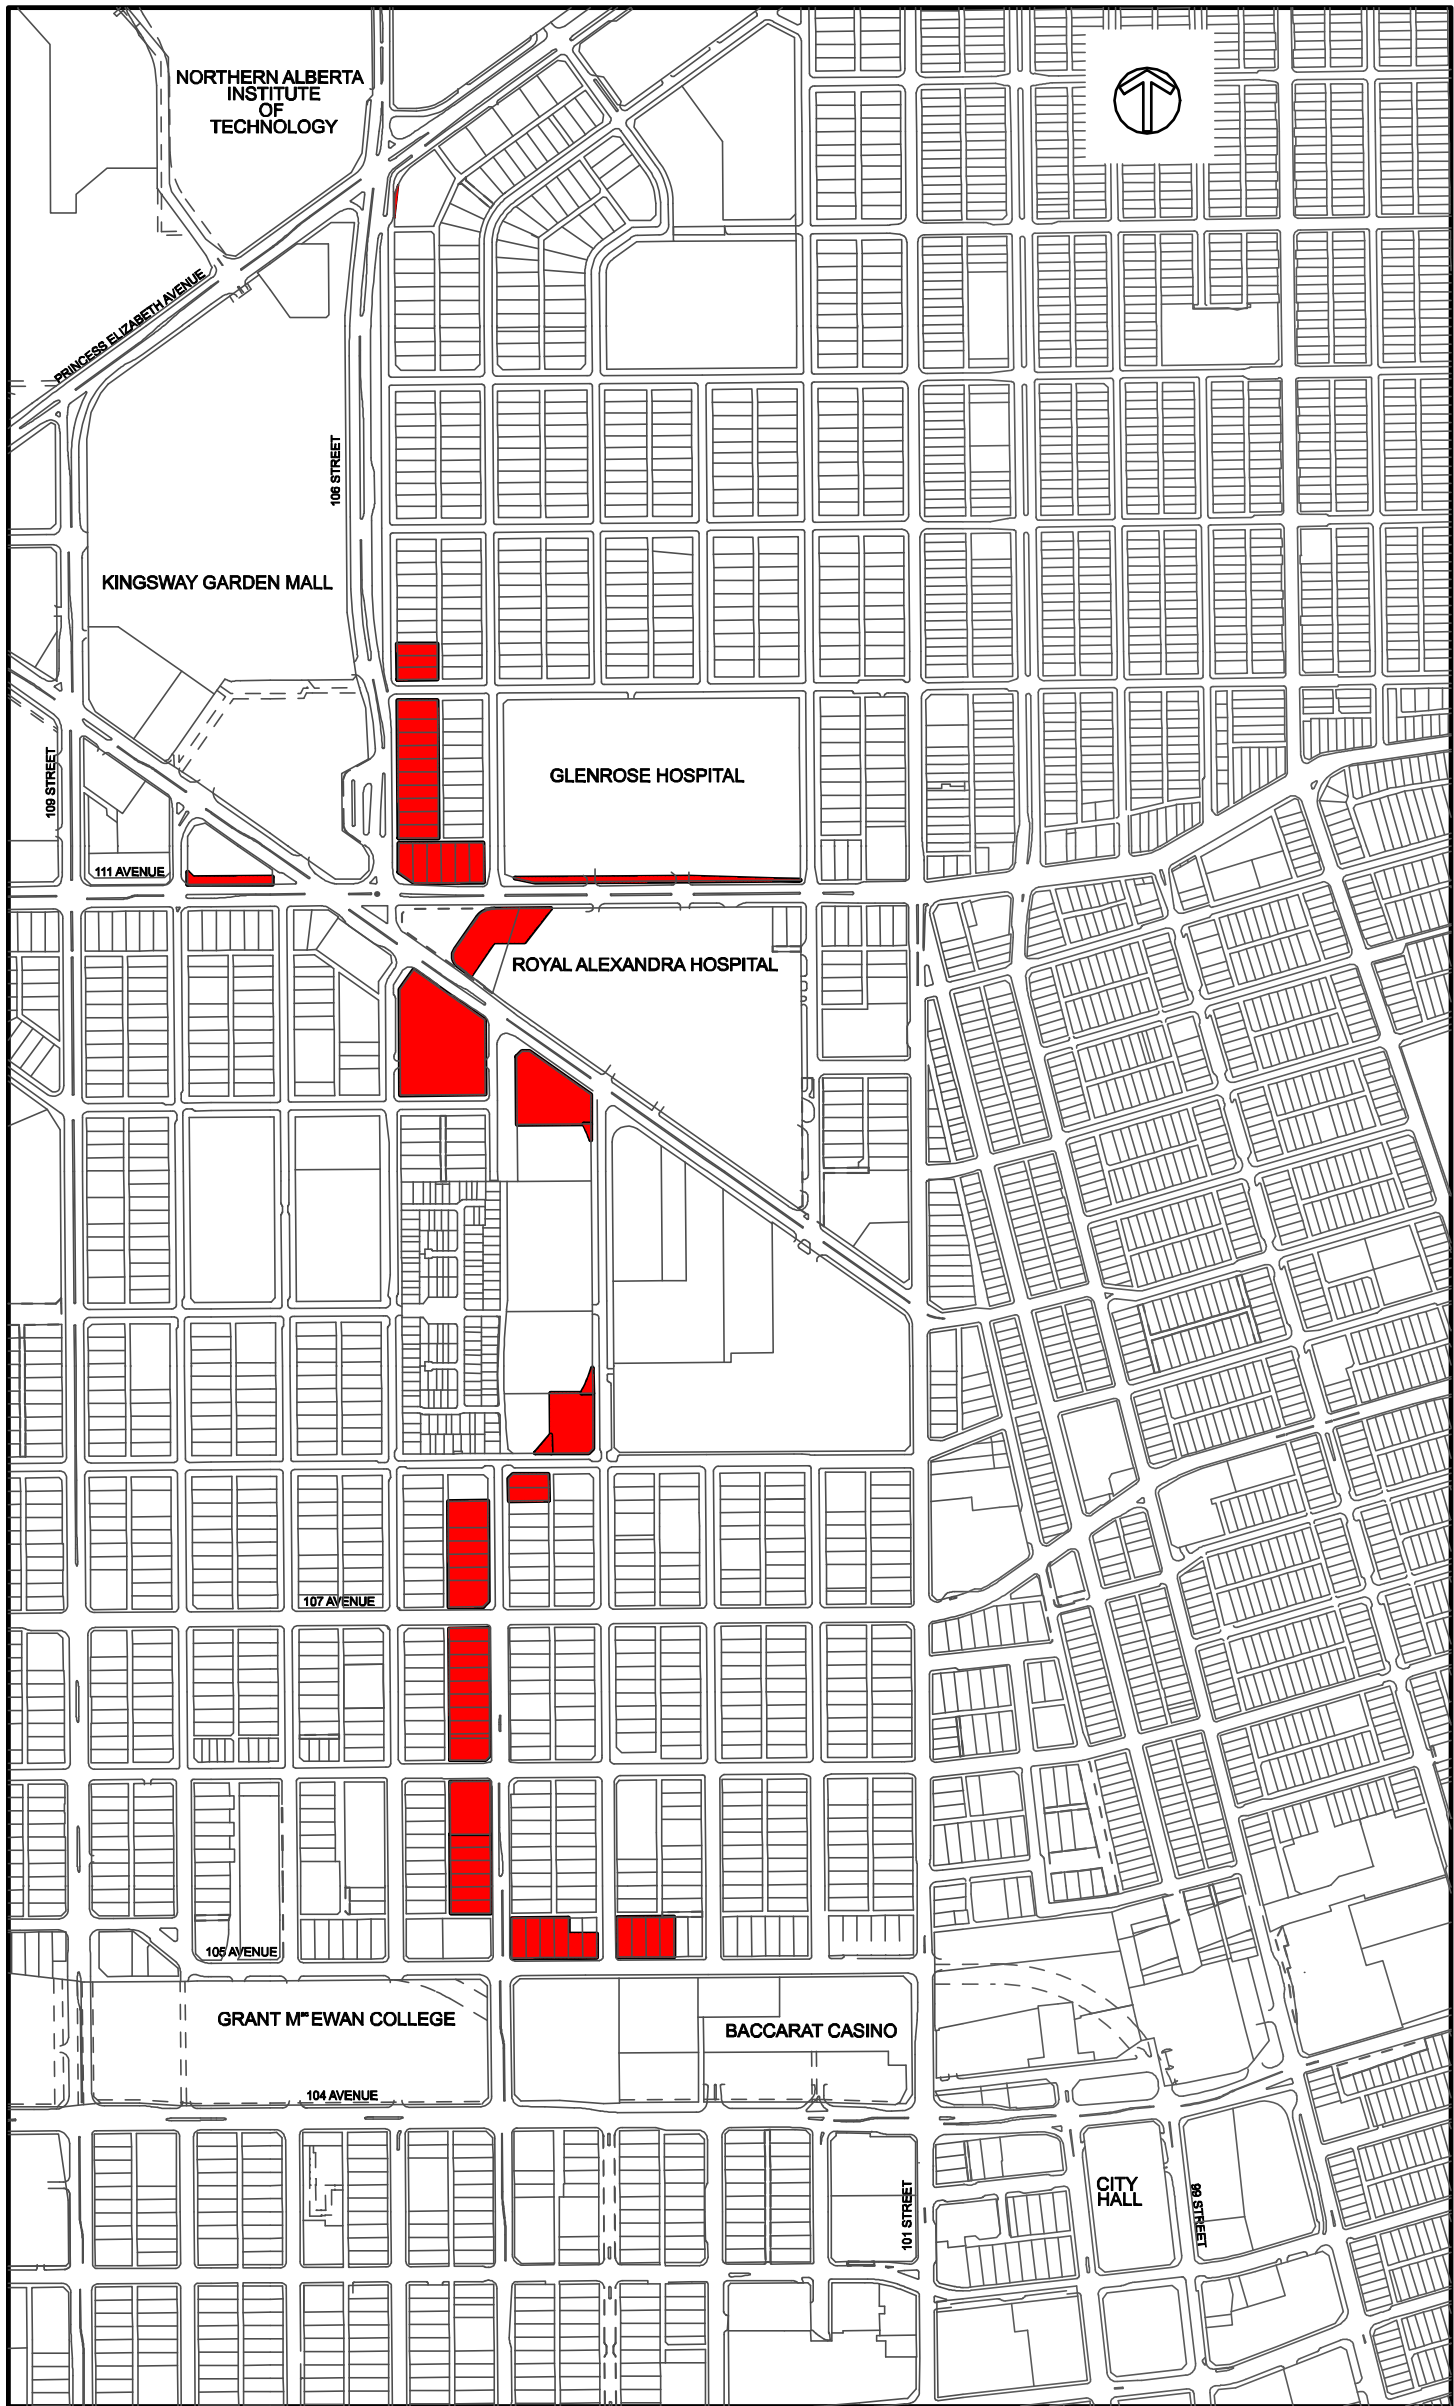 NORTHERN ALBERTA
INSTITUTE
OF
TECHNOLOGY
PRINCESS ELIZABETH AVENUE
106 STREET
KINGSWAY GARDEN MALL
109 STREET
GLENROSE HOSPITAL
111 AVENUE
ROYAL ALEXANDRA HOSPITAL
107 AVENUE
105 AVENUE
GRANT MacEWAN COLLEGE
BACCARAT CASINO
104 AVENUE
CITY
HALL
101 STREET
99 STREET